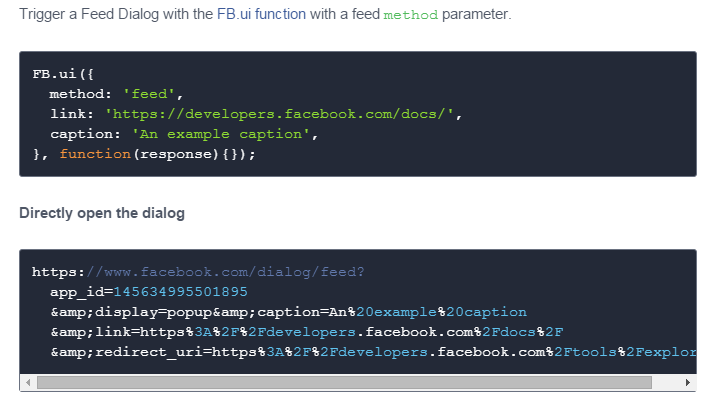 Trigger a Feed Dialog with the FB.ui function with a feed method parameter.
FB.ui({
method: 'feed',
link: 'https://developers.facebook.com/docs/',
caption: 'An example caption',
}, function(response){});
Directly open the dialog
https://www.facebook.com/dialog/feed?
app_id=145634995501895
&amp;display=popup&amp;caption=An%20example%20caption
&amp;link=https%3A%2F%2Fdevelopers.facebook.com%2Fdocs%2F
&amp;redirect_uri=https%3A%2F%2Fdevelopers.facebook.com%2Ftools%2Fexplor